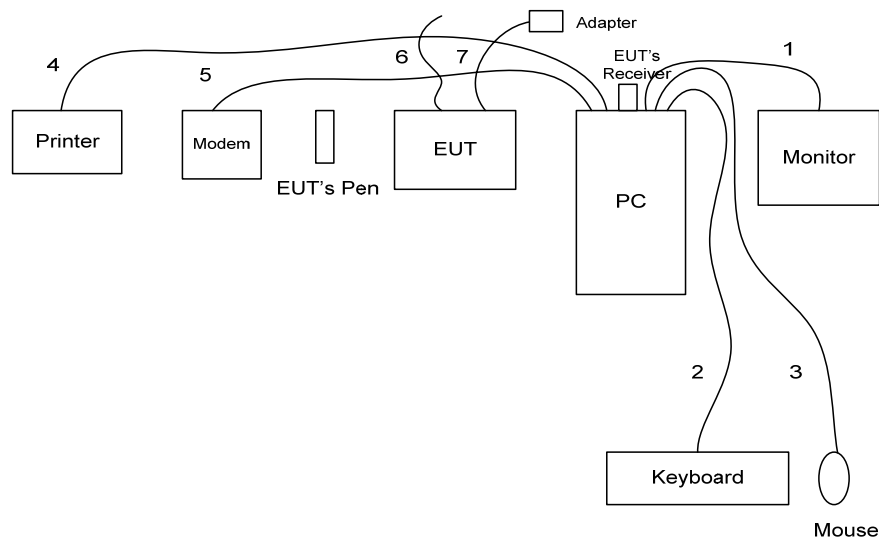 Adapter
4
5
6
7
EUT's
Receiver
1
Printer
Modem
EUT
Monitor
EUT's Pen
PC
2
3
Keyboard
Mouse